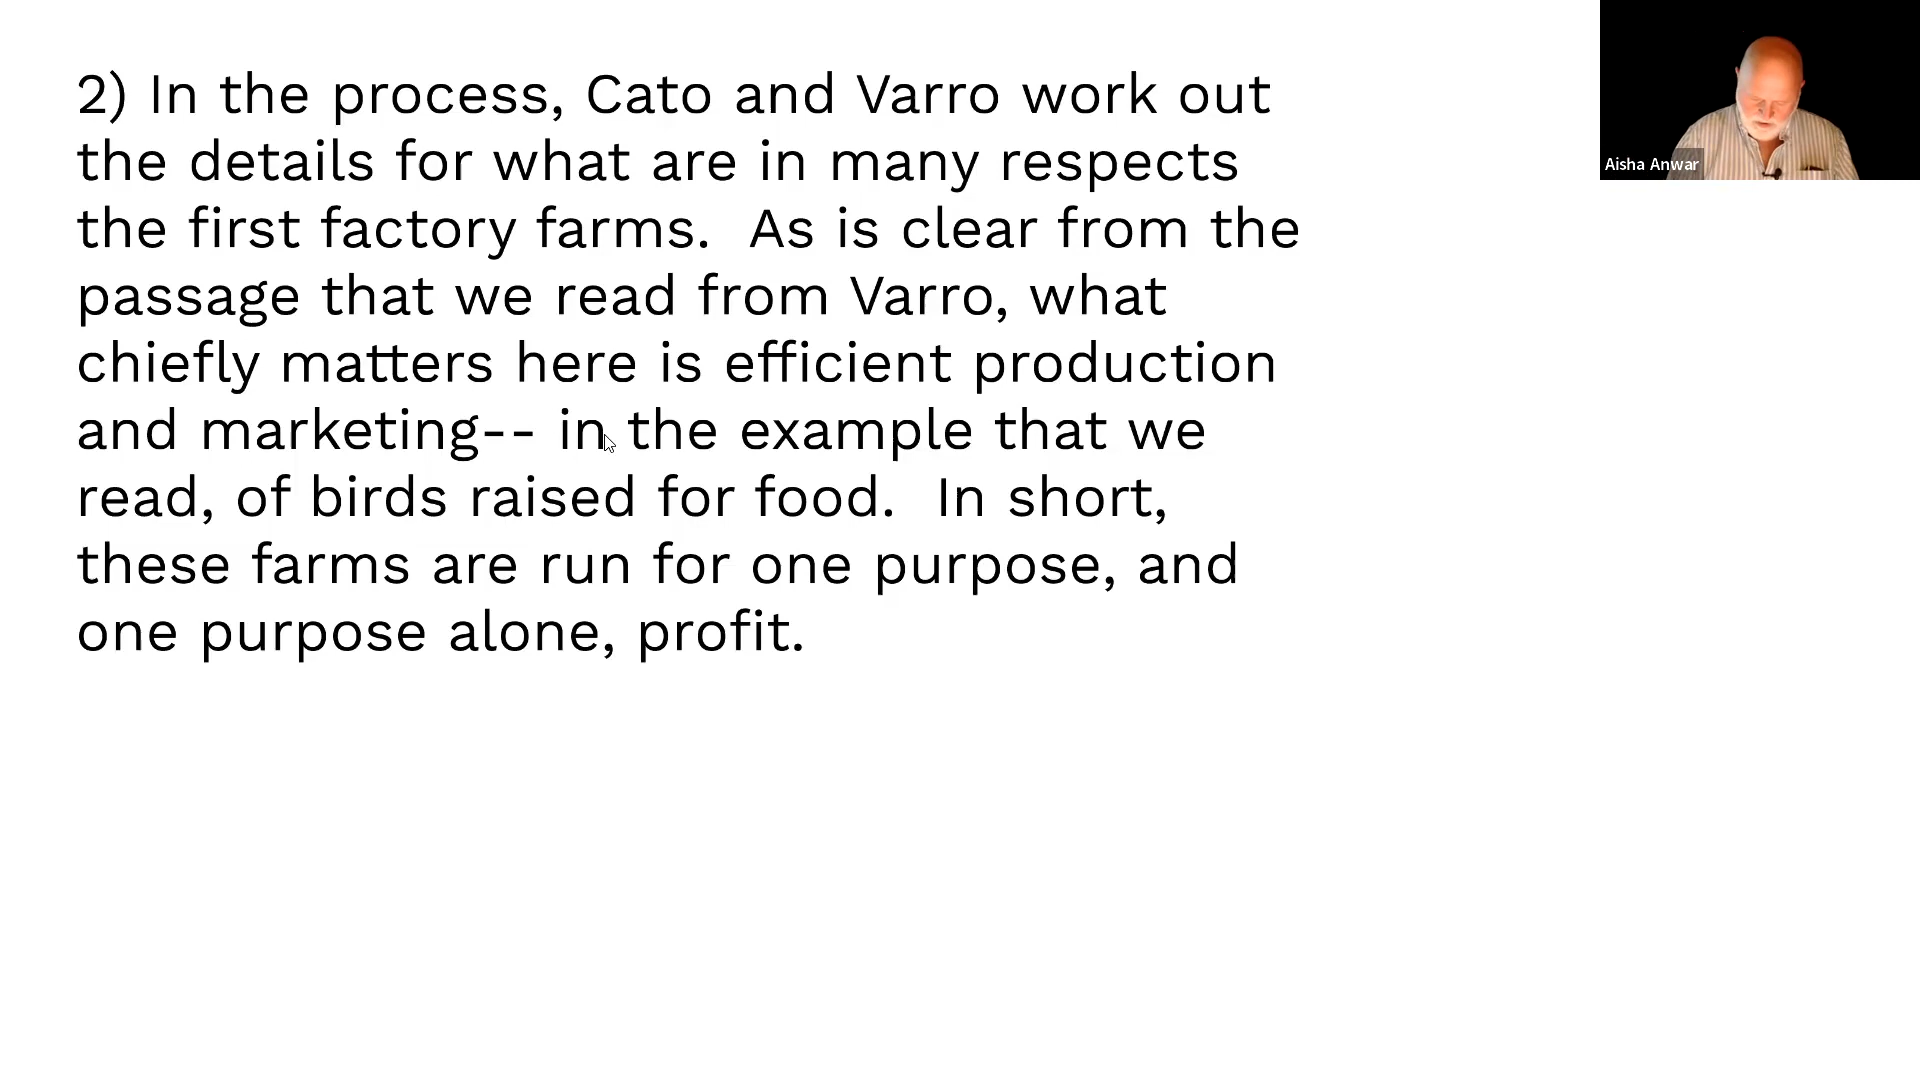 2) In the process, Cato and Varro work out
the details for what are in many respects
the first factory farms.  As is clear from the
passage that we read from Varro, what
chiefly matters here is efficient production
and marketing-- in the example that we
read, of birds raised for food.  In short,
these farms are run for one purpose, and
one purpose alone, profit.
Aisha Anwar